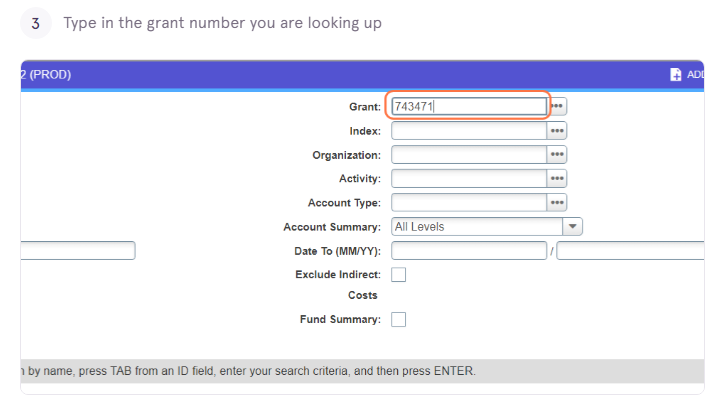 3 Type in the grant number you are looking up
2 (PROD)
ADD
Grant: 743471
Index:
Organization:
Activity:
Account Type:
Account Summary: All Levels
Date To (MM/YY): /
Exclude Indirect:
Costs
Fund Summary:
by name, press TAB from an ID field, enter your search criteria, and then press ENTER.